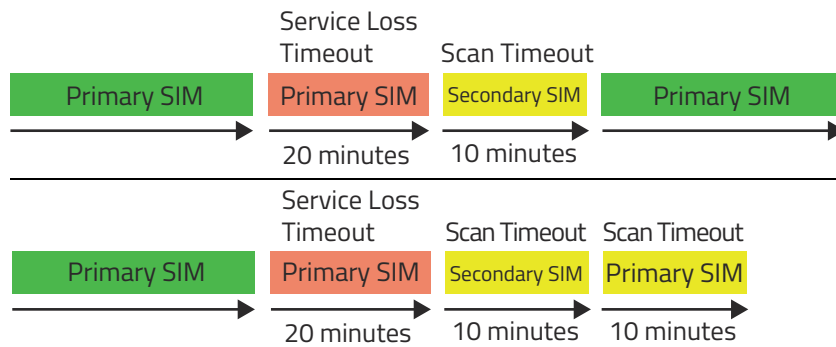 Service Loss
Timeout
Scan Timeout
Primary SIM
Primary SIM
Secondary SIM
Primary SIM
20 minutes
10 minutes
Service Loss
Timeout
Scan Timeout
Scan Timeout
Primary SIM
Primary SIM
Secondary SIM
Primary SIM
20 minutes
10 minutes
10 minutes